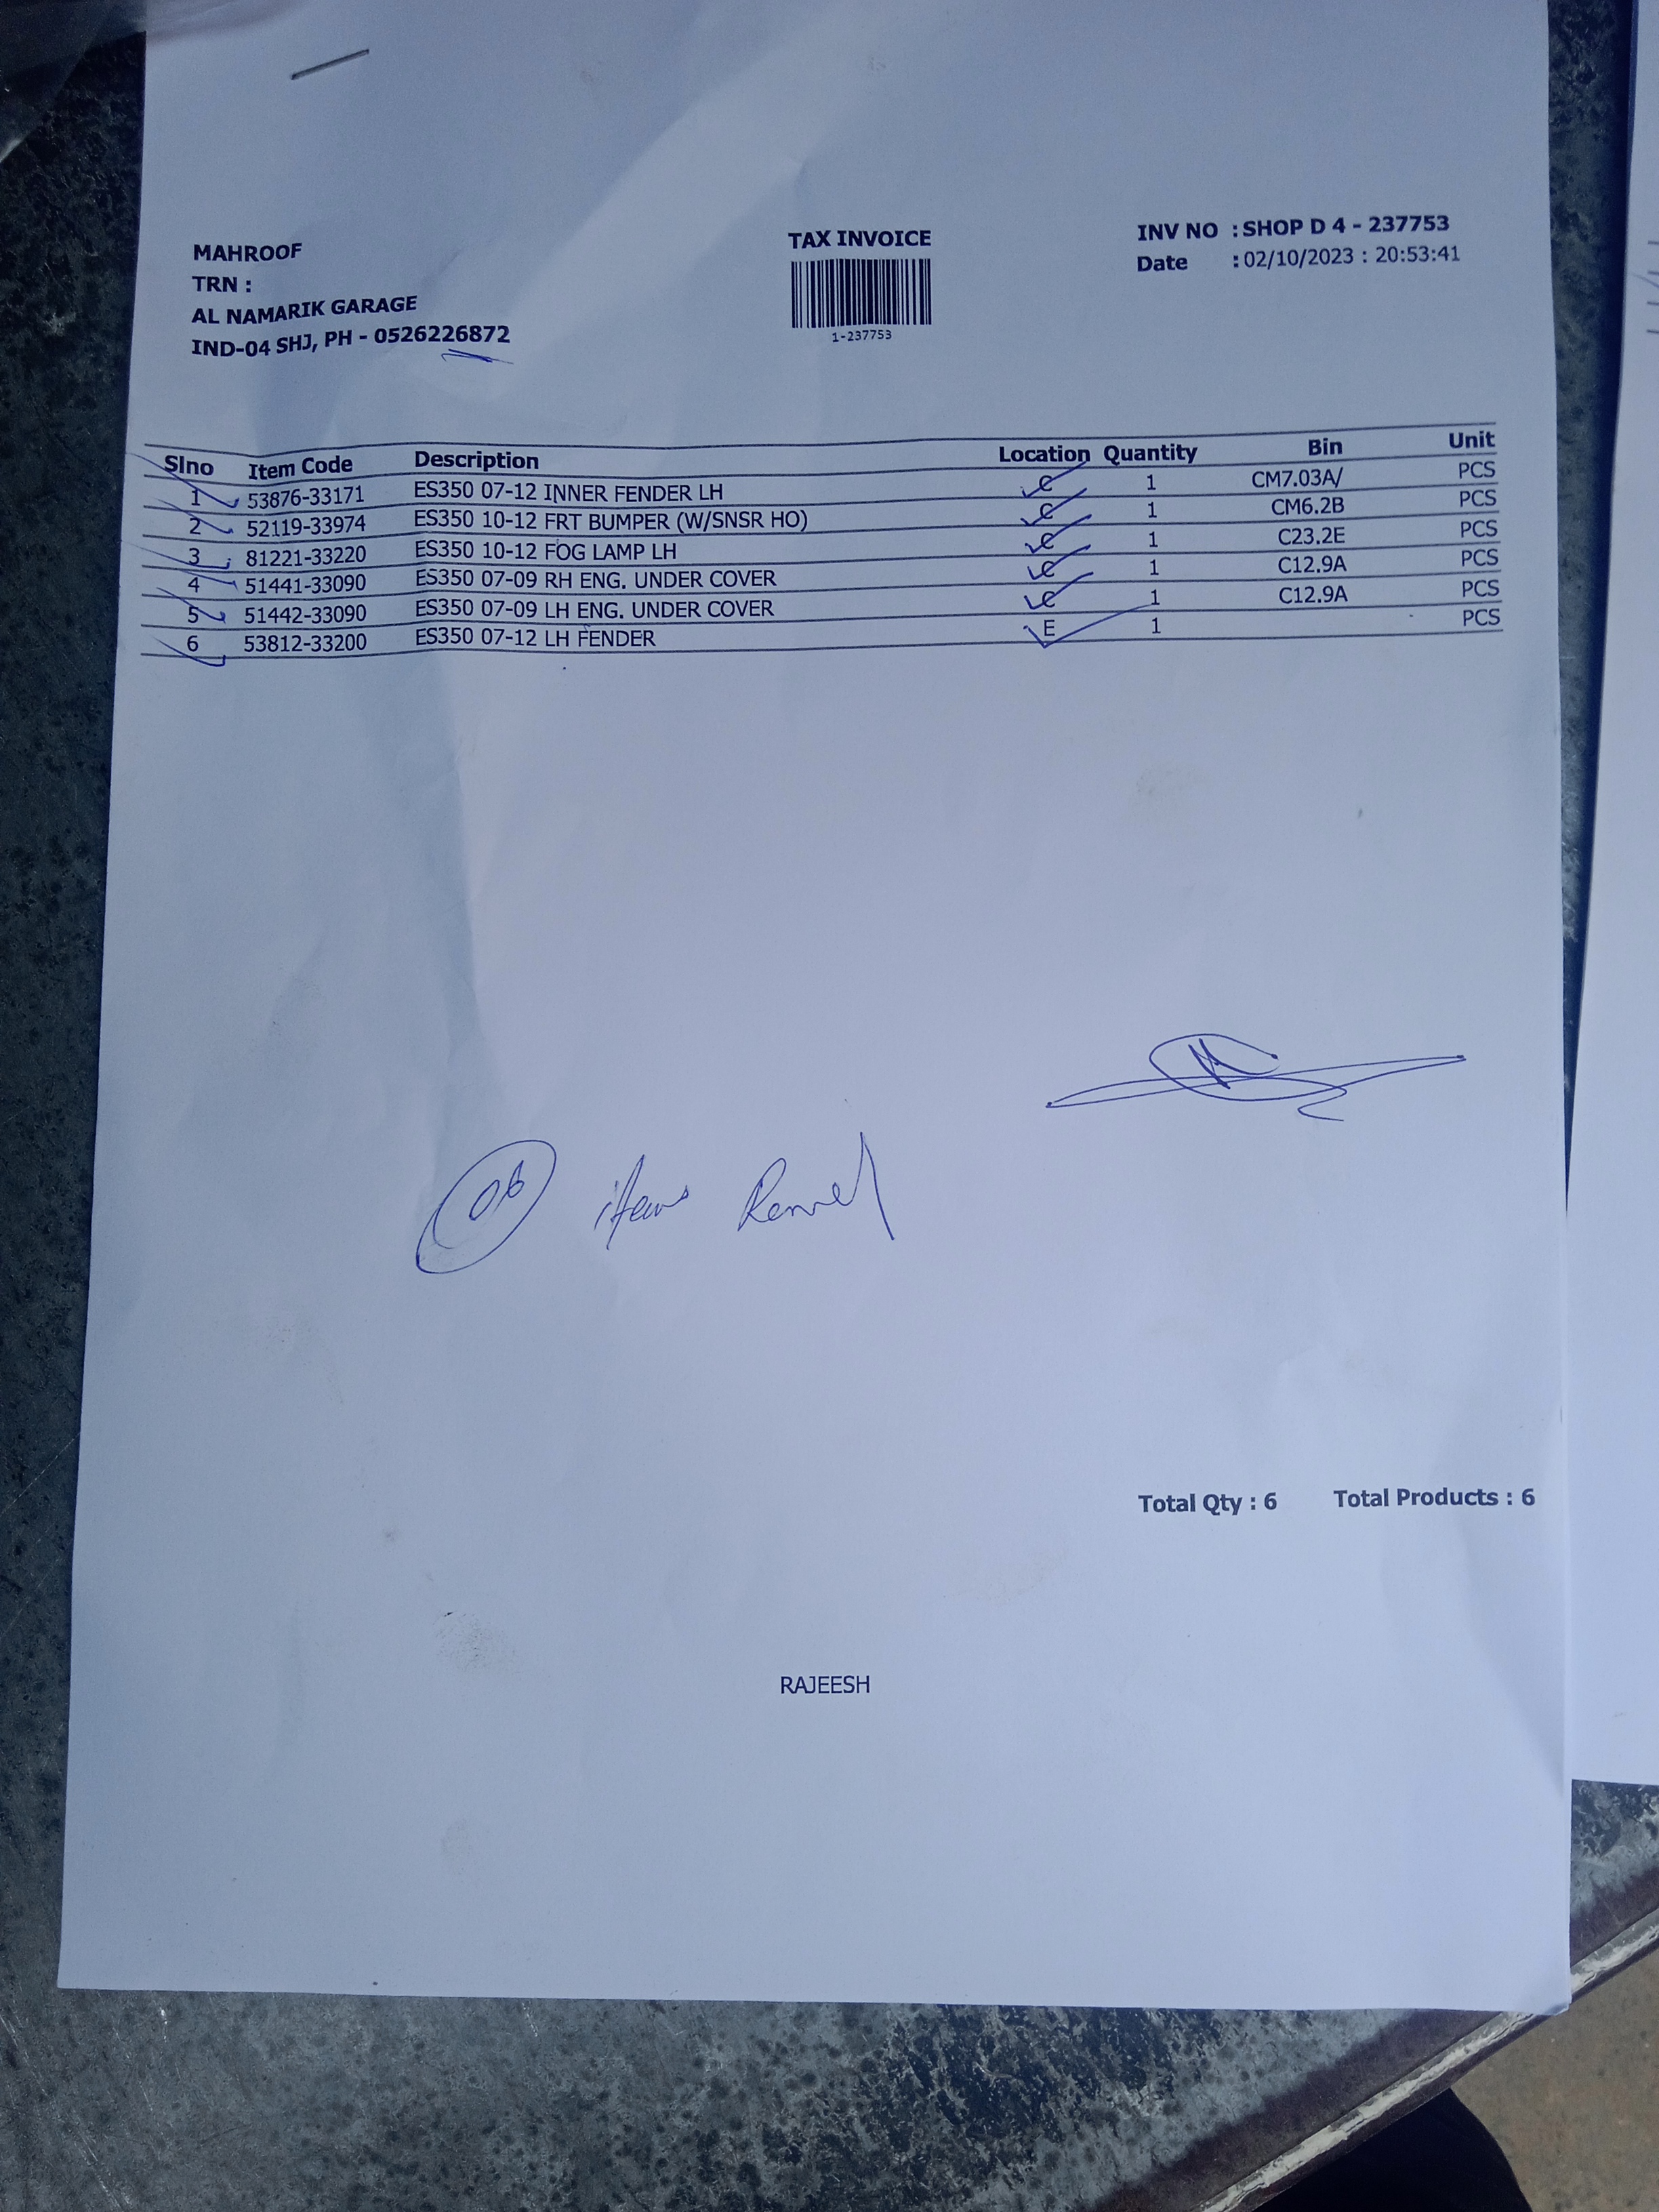 MAHROOF
TRN :
AL NAMARIK GARAGE
IND-04 SHJ, PH - 0526226872
TAX INVOICE
1-237753
INV NO : SHOP D 4 - 237753
Date : 02/10/2023 : 20:53:41
Slno Item Code Description Location Quantity Bin Unit
1 53876-33171 ES350 07-12 INNER FENDER LH C 1 CM7.03A/ PCS
2 52119-33974 ES350 10-12 FRT BUMPER (W/SNSR HO) C 1 CM6.2B PCS
3 81221-33220 ES350 10-12 FOG LAMP LH C 1 C23.2E PCS
4 51441-33090 ES350 07-09 RH ENG. UNDER COVER C 1 C12.9A PCS
5 51442-33090 ES350 07-09 LH ENG. UNDER COVER C 1 C12.9A PCS
6 53812-33200 ES350 07-12 LH FENDER E 1 PCS
06 items
Total Qty : 6 Total Products : 6
RAJEESH